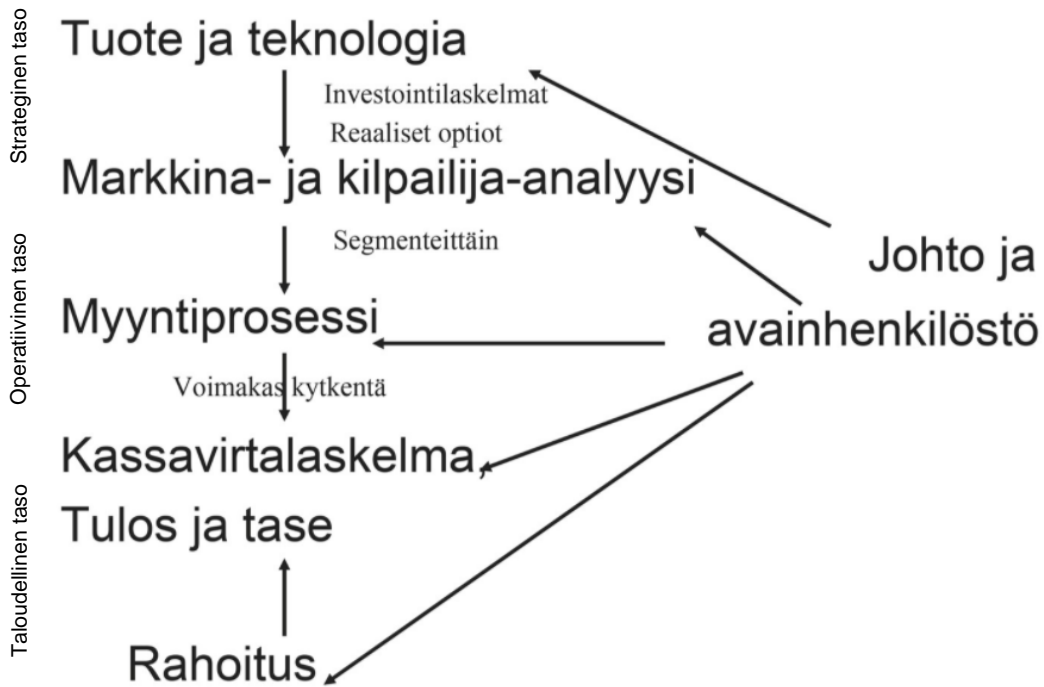 Strateginen taso
Operatiivinen taso
Taloudellinen taso
Tuote ja teknologia
Investointilaskelmat
Reaaliset optiot
Markkina- ja kilpailija-analyysi
Segmenteittäin
Johto ja
avainhenkilöstö
Myyntiprosessi
Voimakas kytkentä
Kassavirtalaskelma,
Tulos ja tase
Rahoitus